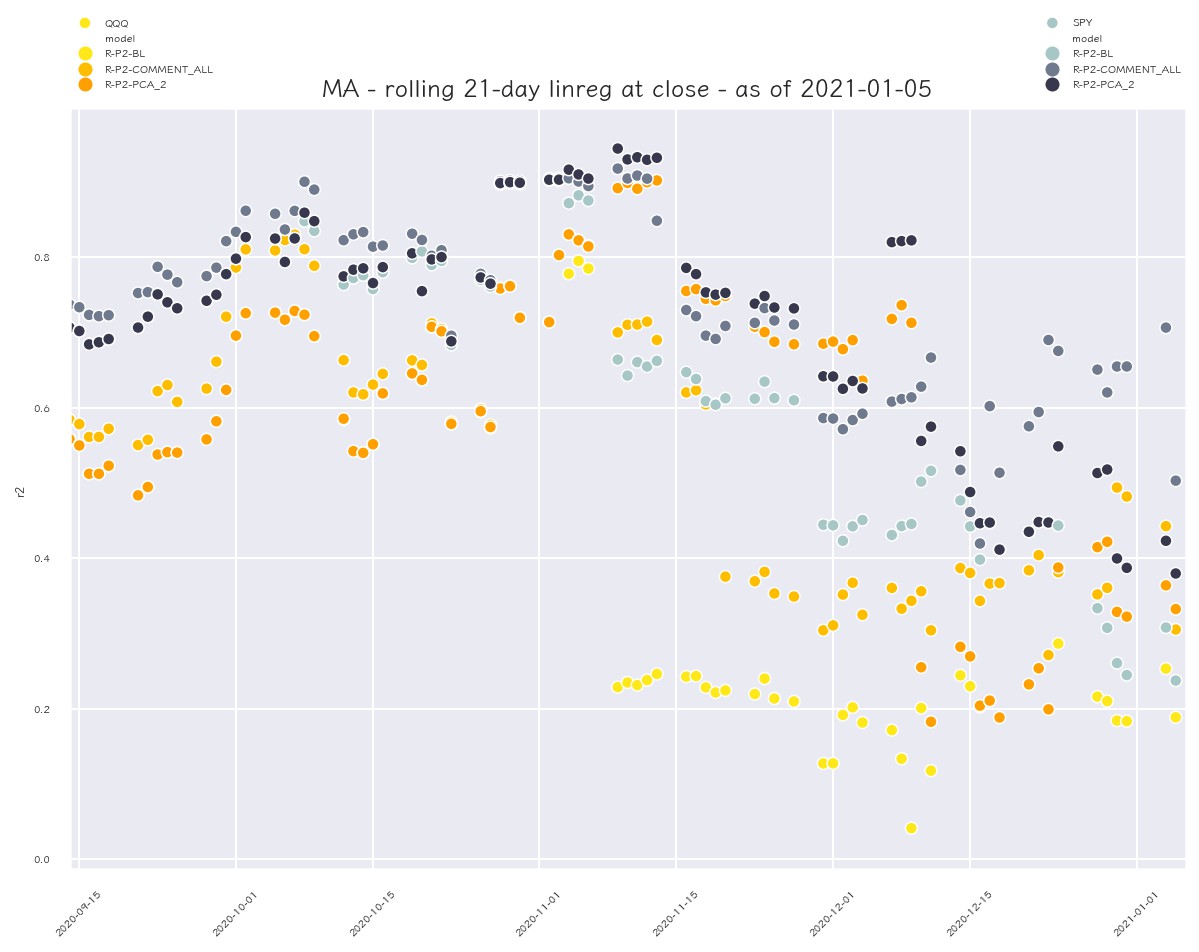 QQQ
model
R-P2-BL
R-P2-COMMENT_ALL
R-P2-PCA_2
SPY
model
R-P2-BL
R-P2-COMMENT_ALL
R-P2-PCA_2
MA - rolling 21-day linreg at close - as of 2021-01-05
r2
0.8
0.6
0.4
0.2
0.0
2020-09-15
2020-10-01
2020-10-15
2020-11-01
2020-11-15
2020-12-01
2020-12-15
2021-01-01